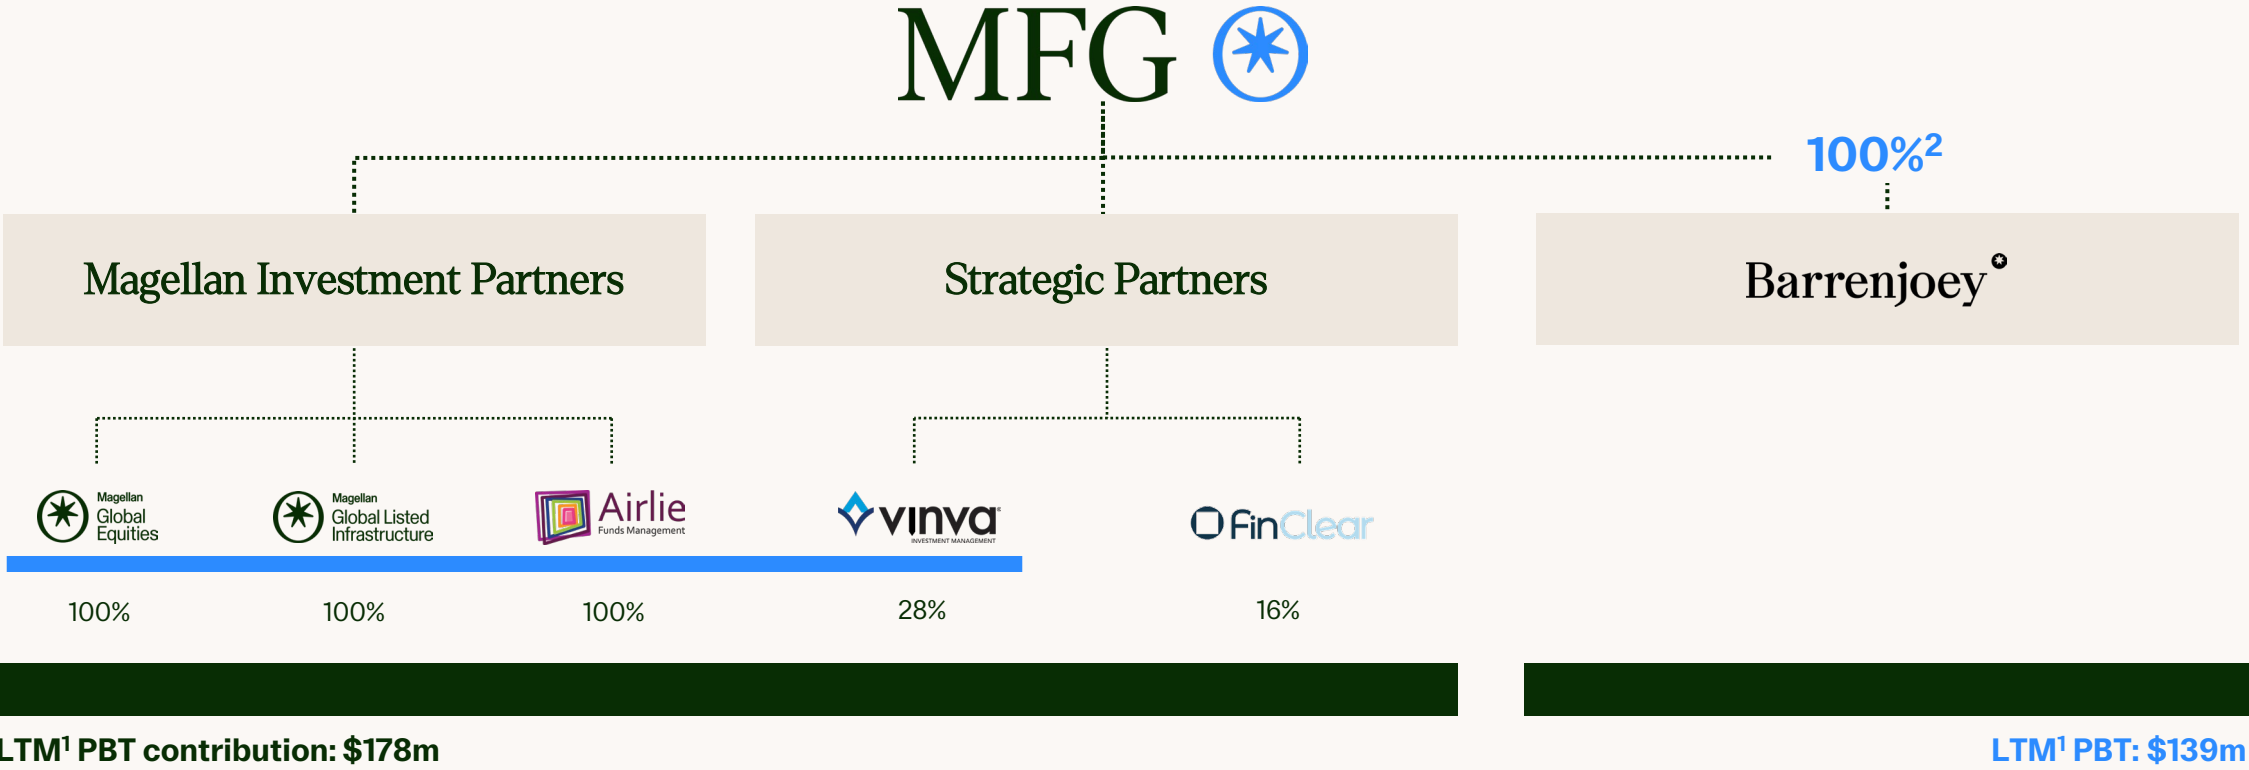 MFG
100%²
Magellan Investment Partners
Strategic Partners
Barrenjoey
Magellan
Global
Equities
Magellan
Global Listed
Infrastructure
Airlie
Funds Management
vinva®
INVESTMENT MANAGEMENT
FinClear
100%
100%
100%
28%
16%
LTM¹ PBT contribution: $178m
LTM¹ PBT: $139m